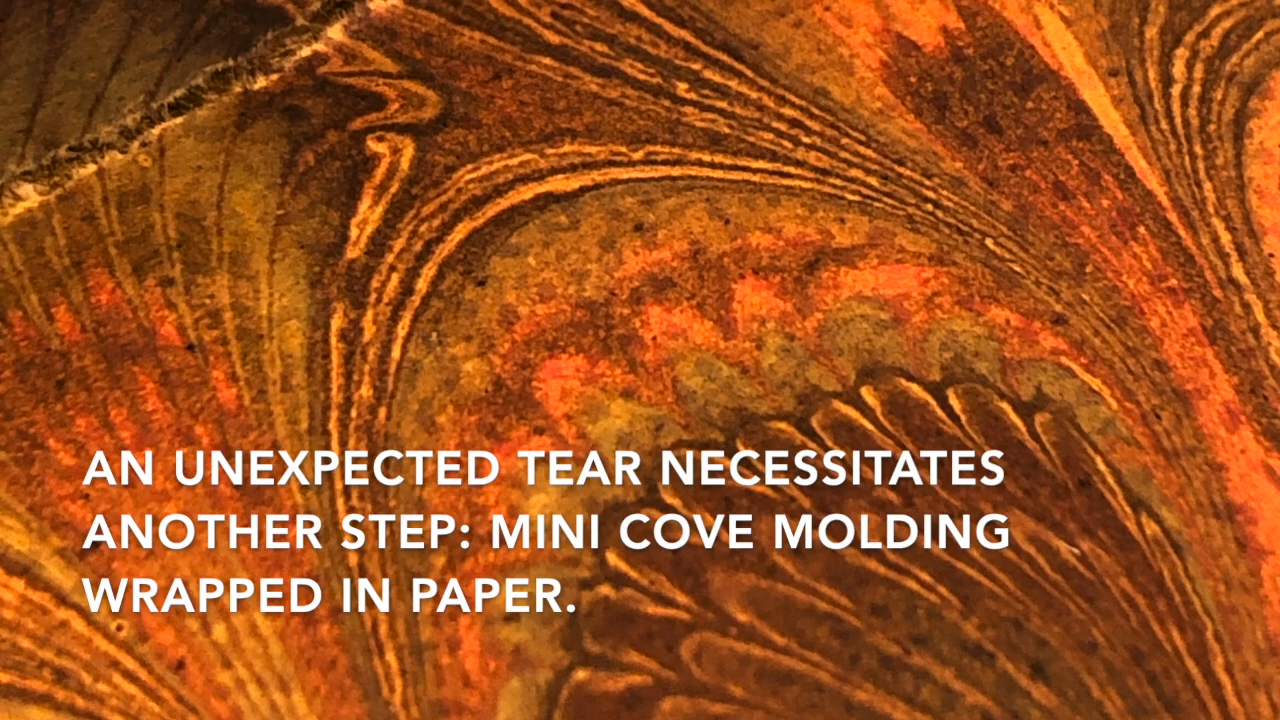 AN UNEXPECTED TEAR NECESSITATES
ANOTHER STEP: MINI COVE MOLDING
WRAPPED IN PAPER.